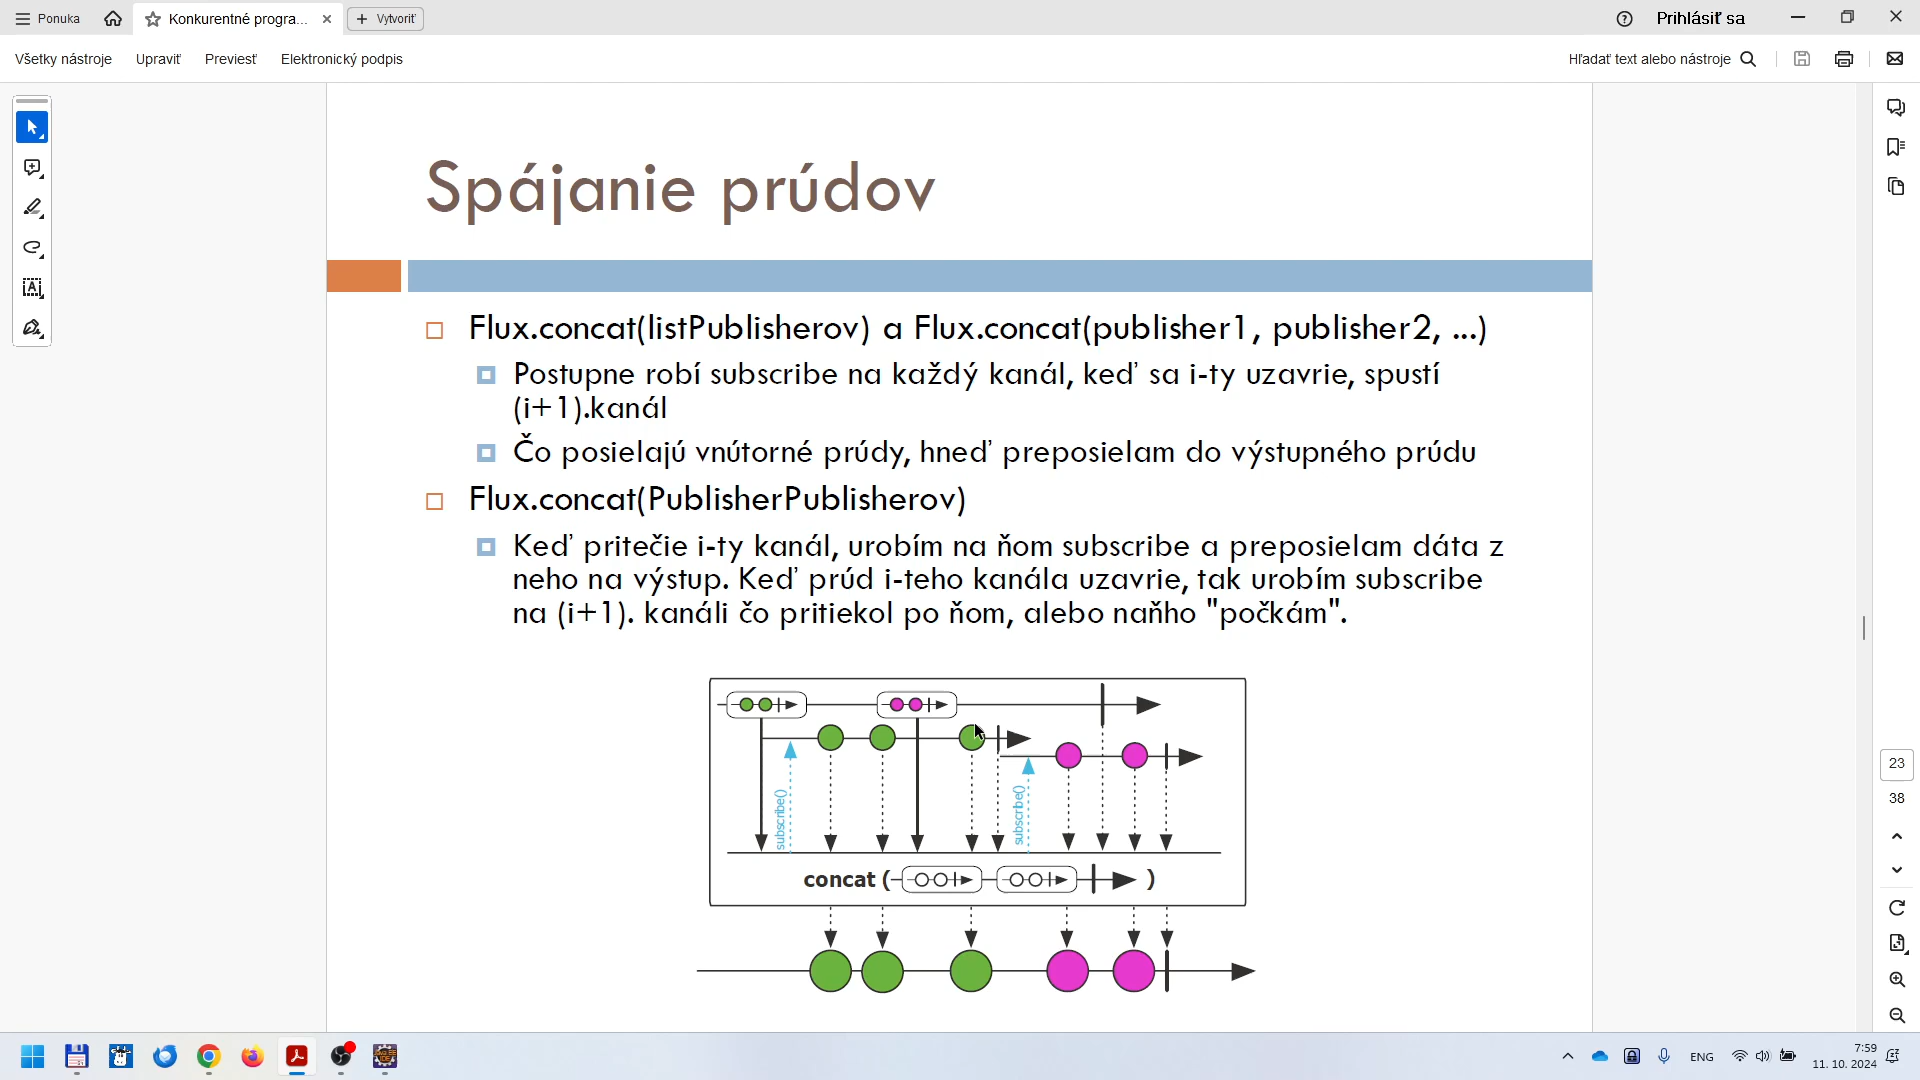 Ponuka
Konkurentné progra...
Vytvoriť
Prihlásiť sa
Všetky nástroje
Upraviť
Previesť
Elektronický podpis
Hľadať text alebo nástroje
Spájanie prúdov
Flux.concat(listPublisherov) a Flux.concat(publisher1, publisher2, ...)
Postupne robí subscribe na každý kanál, keď sa i-ty uzavrie, spustí
(i+1).kanál
Čo posielajú vnútorné prúdy, hneď preposielam do výstupného prúdu
Flux.concat(PublisherPublisherov)
Keď pritečie i-ty kanál, urobím na ňom subscribe a preposielam dáta z
neho na výstup. Keď prúd i-teho kanála uzavrie, tak urobím subscribe
na (i+1). kanáli čo pritiekol po ňom, alebo naňho "počkám".
subscribe()
subscribe()
concat ( )
23
38
ENG
7:59
11. 10. 2024